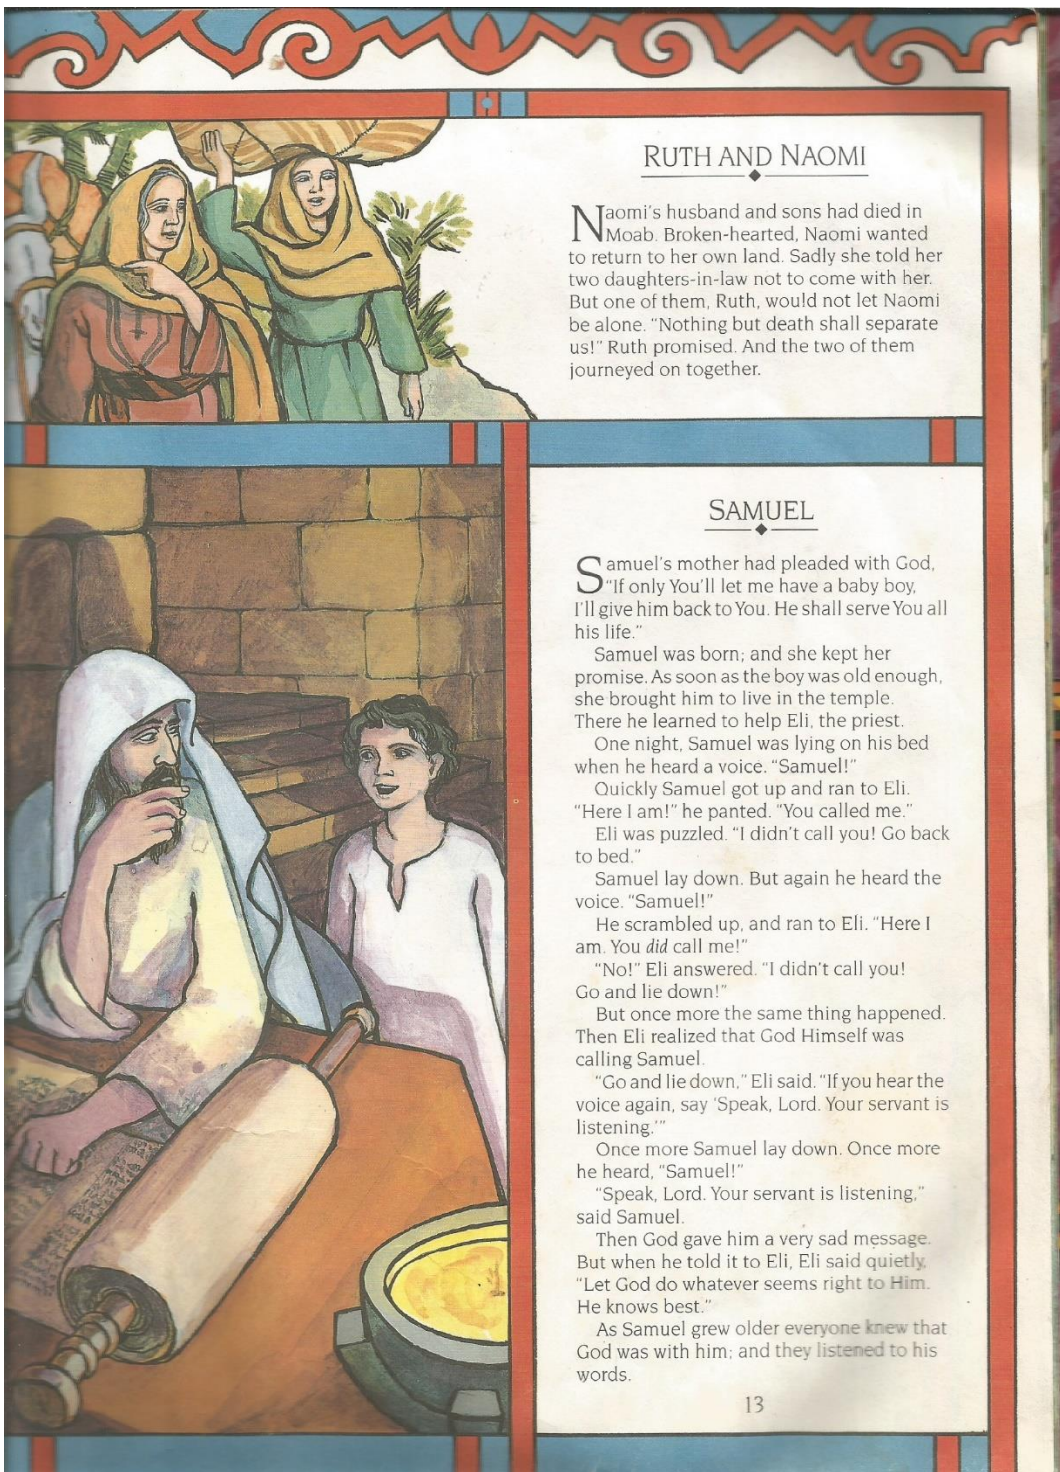 RUTH AND NAOMI
Naomi's husband and sons had died in
Moab. Broken-hearted, Naomi wanted
to return to her own land. Sadly she told her
two daughters-in-law not to come with her.
But one of them, Ruth, would not let Naomi
be alone. "Nothing but death shall separate
us!" Ruth promised. And the two of them
journeyed on together.
SAMUEL
Samuel's mother had pleaded with God,
"If only You'll let me have a baby boy,
I'll give him back to You. He shall serve You all
his life."
Samuel was born; and she kept her
promise. As soon as the boy was old enough,
she brought him to live in the temple.
There he learned to help Eli, the priest.
One night, Samuel was lying on his bed
when he heard a voice. "Samuel!"
Quickly Samuel got up and ran to Eli.
"Here I am!" he panted. "You called me."
Eli was puzzled. "I didn't call you! Go back
to bed."
Samuel lay down. But again he heard the
voice. "Samuel!"
He scrambled up, and ran to Eli. "Here I
am. You did call me!"
"No!" Eli answered. "I didn't call you!
Go and lie down!"
But once more the same thing happened.
Then Eli realized that God Himself was
calling Samuel.
"Go and lie down," Eli said. "If you hear the
voice again, say 'Speak, Lord. Your servant is
listening.'"
Once more Samuel lay down. Once more
he heard, "Samuel!"
"Speak, Lord. Your servant is listening,"
said Samuel.
Then God gave him a very sad message.
But when he told it to Eli, Eli said quietly,
"Let God do whatever seems right to Him.
He knows best."
As Samuel grew older everyone knew that
God was with him; and they listened to his
words.
13